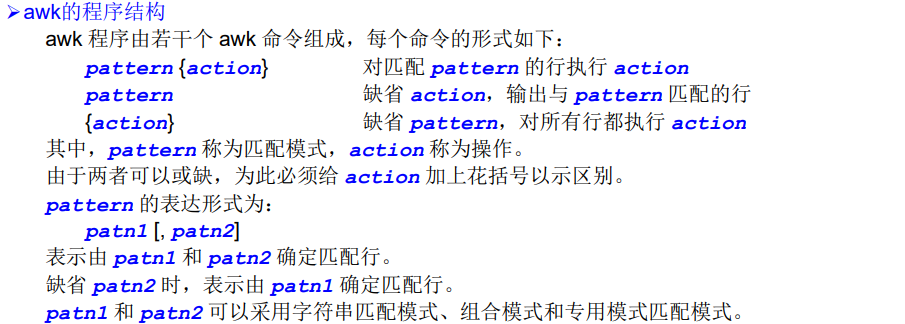 ➢awk的程序结构
awk 程序由若干个 awk 命令组成，每个命令的形式如下：
pattern {action} 对匹配 pattern 的行执行 action
pattern 缺省 action，输出与 pattern 匹配的行
{action} 缺省 pattern，对所有行都执行 action
其中，pattern 称为匹配模式，action 称为操作。
由于两者可以或缺，为此必须给 action 加上花括号以示区别。
pattern 的表达形式为：
patn1 [, patn2]
表示由 patn1 和 patn2 确定匹配行。
缺省 patn2 时，表示由 patn1 确定匹配行。
patn1 和 patn2 可以采用字符串匹配模式、组合模式和专用模式匹配模式。